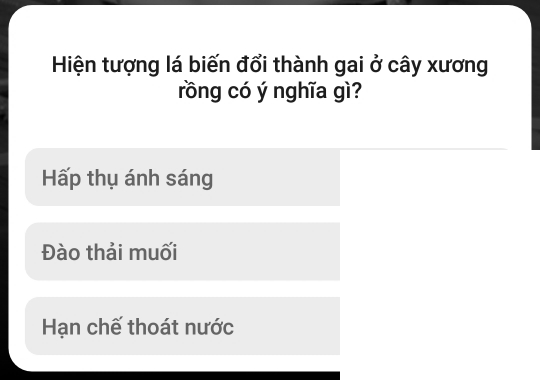 Hiện tượng lá biến đổi thành gai ở cây xương
rồng có ý nghĩa gì?
Hấp thụ ánh sáng
Đào thải muối
Hạn chế thoát nước